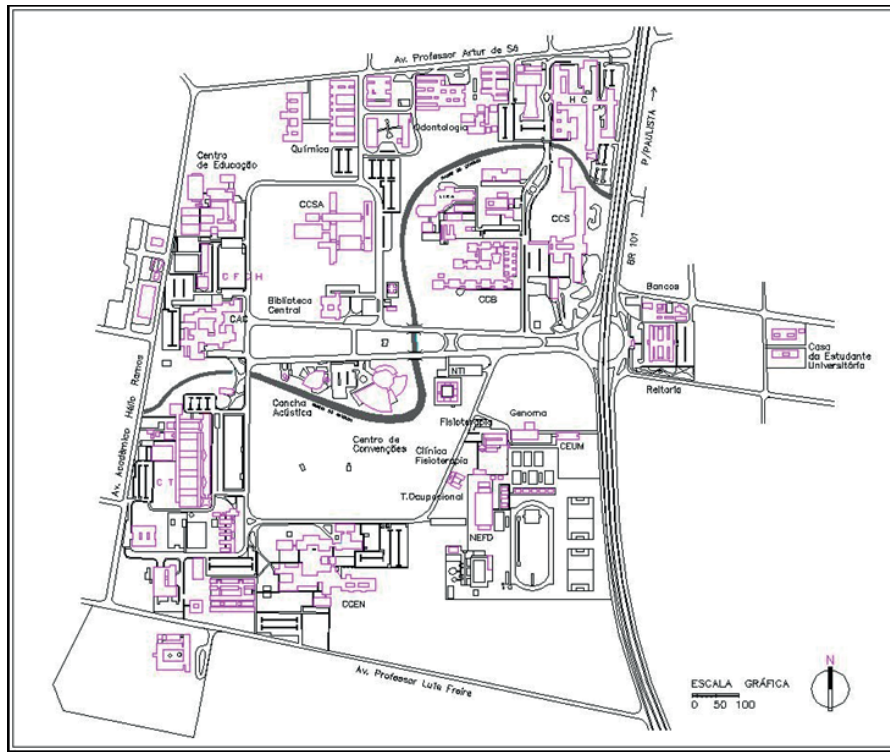 Av. Professor Artur de Sá
H C
P/PAULISTA
Odontologia
Química
Centro
de Educação
CCSA
CCS
BR 101
C F C H
CCB
Biblioteca
Central
CAC
Bancos
Casa
da Estudante
Universitária
Reitoria
NTI
Concha
Acústica
Genoma
Fisioterapia
CEUM
Centro de
Convenções
Clínica
Fisioterapia
T.Ocupacional
Av. Acadêmico Hélio Ramos
C T
NEFD
CCEN
Av. Professor Luis Freire
ESCALA GRÁFICA
0 50 100
N